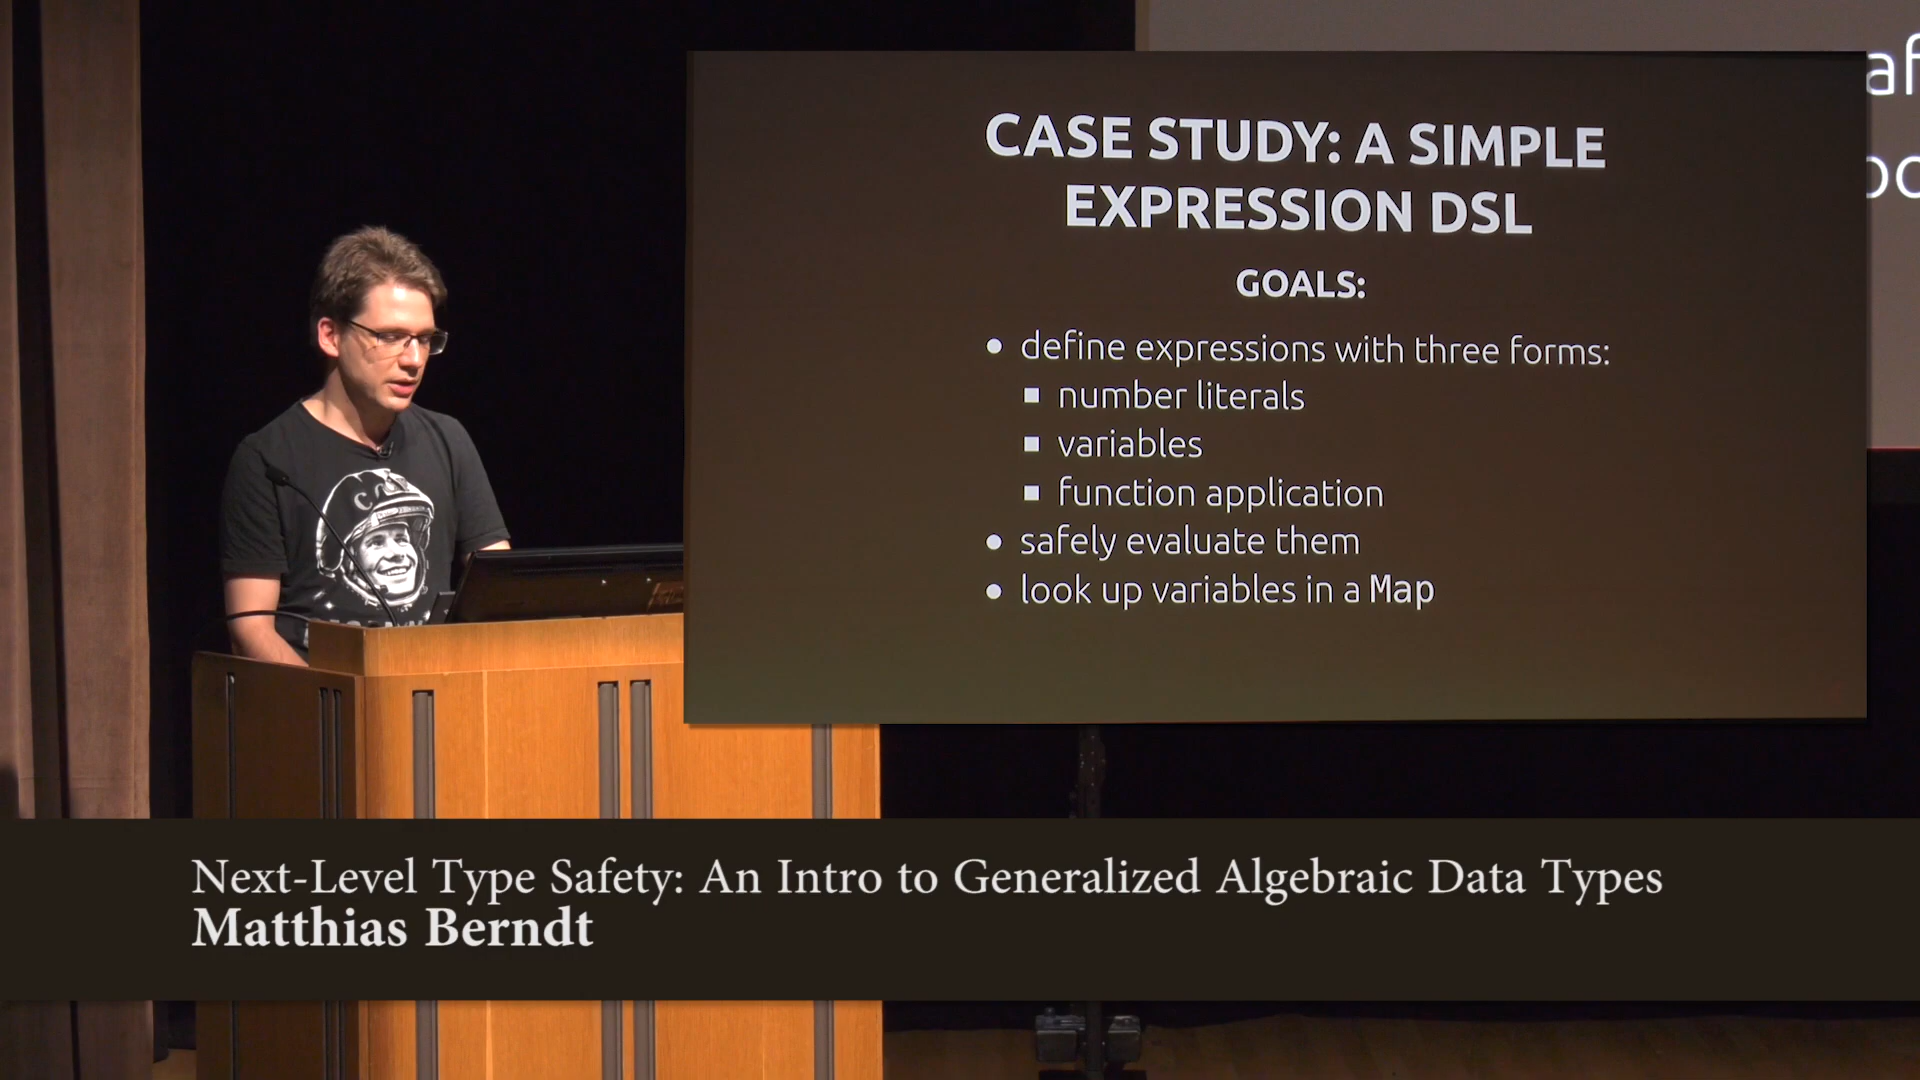 CASE STUDY: A SIMPLE
EXPRESSION DSL
GOALS:
define expressions with three forms:
number literals
variables
function application
safely evaluate them
look up variables in a Map
Next-Level Type Safety: An Intro to Generalized Algebraic Data Types
Matthias Berndt